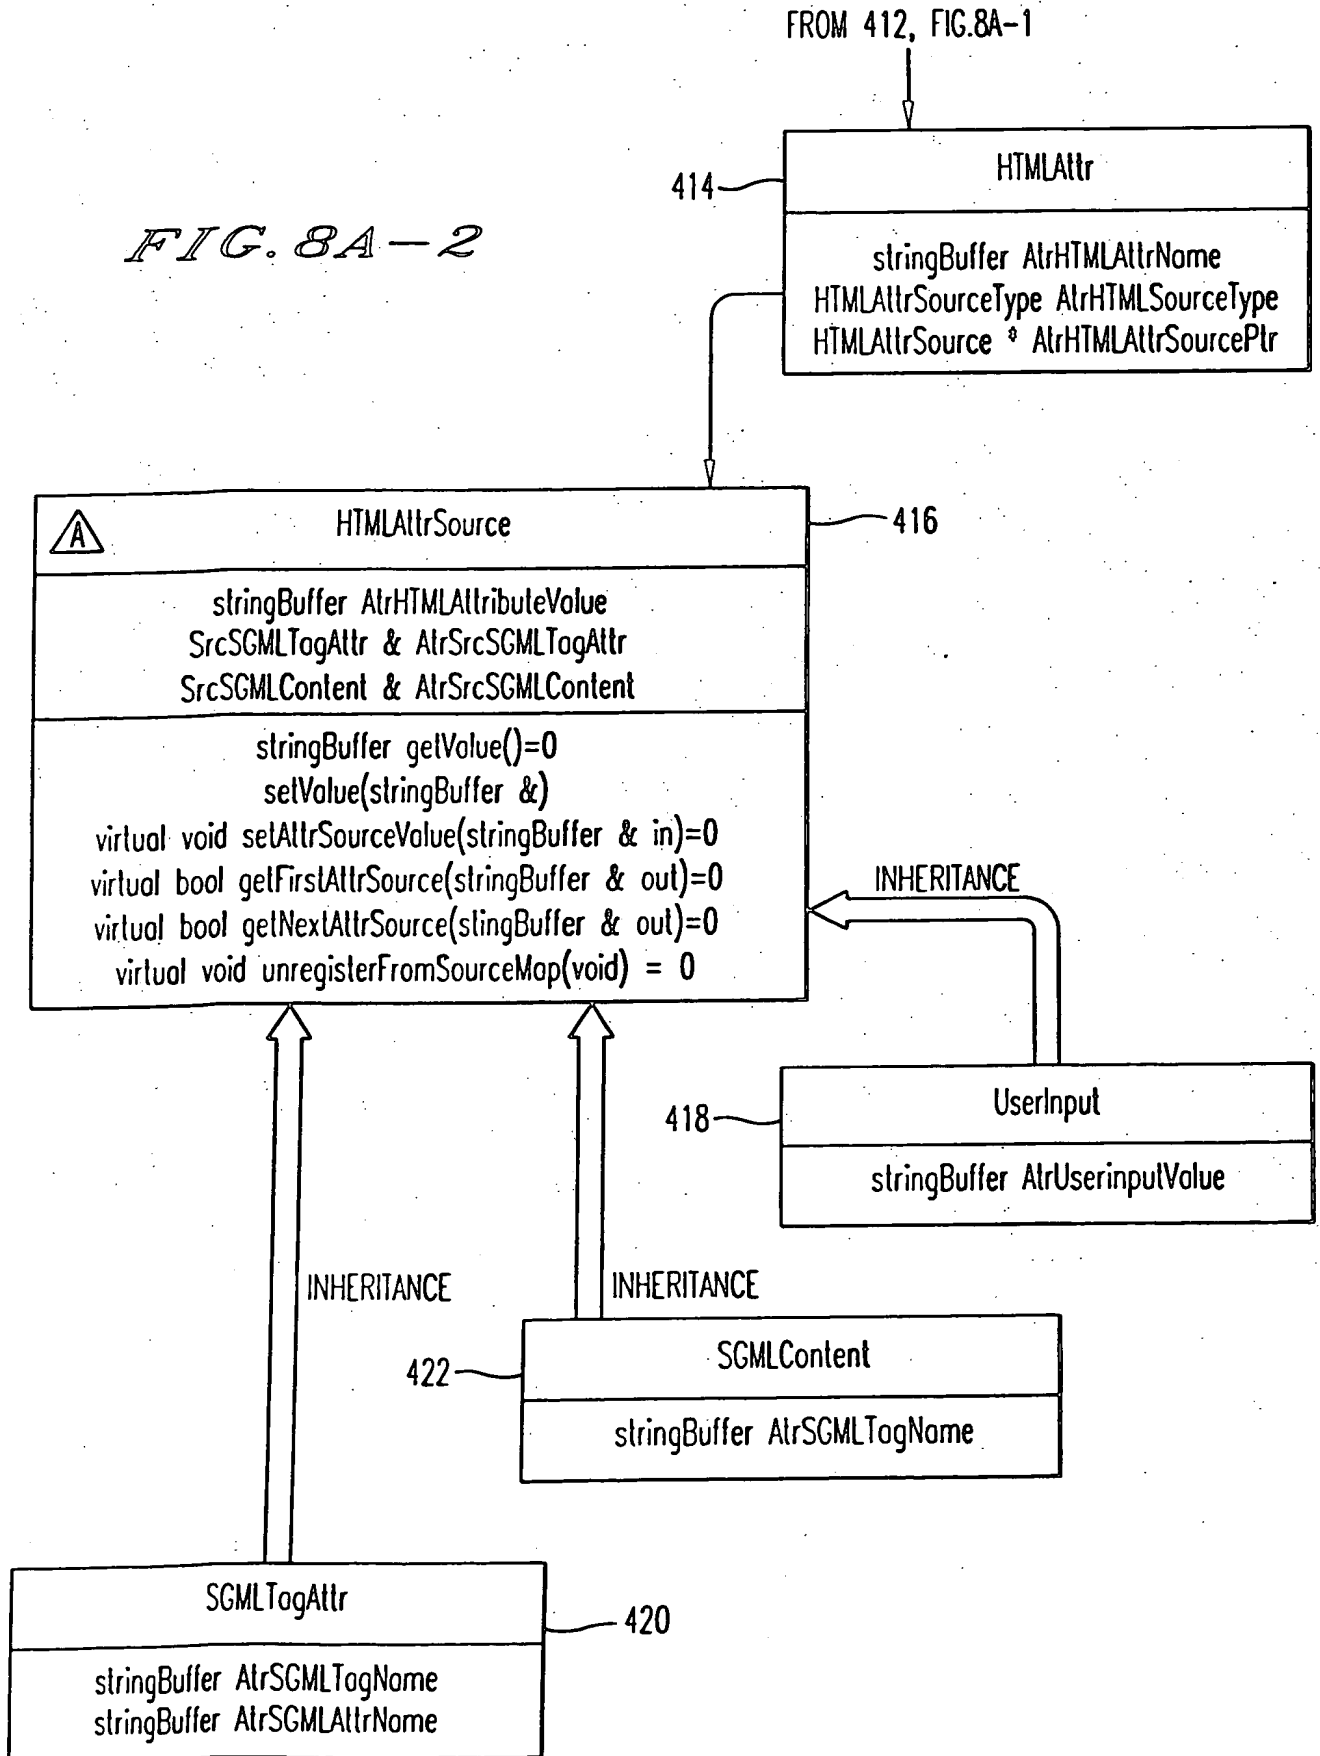 FROM 412, FIG.8A-1
HTMLAttr
414
FIG. 8A-2
stringBuffer AtrHTMLAttrName
HTMLAttrSourceType AtrHTMLSourceType
HTMLAttrSource * AtrHTMLAttrSourcePtr
A
HTMLAttrSource
416
stringBuffer AtrHTMLAttributeValue
SrcSGMLTagAttr & AtrSrcSGMLTagAttr
SrcSGMLContent & AtrSrcSGMLContent
stringBuffer getValue()=0
setValue(stringBuffer &)
virtual void setAttrSourceValue(stringBuffer & in)=0
virtual bool getFirstAttrSource(stringBuffer & out)=0
virtual bool getNextAttrSource(stingBuffer & out)=0
virtual void unregisterFromSourceMap(void) = 0
INHERITANCE
UserInput
418
stringBuffer AtrUserinputValue
INHERITANCE
INHERITANCE
SGMLContent
422
stringBuffer AtrSGMLTagName
SGMLTagAttr
420
stringBuffer AtrSGMLTagName
stringBuffer AtrSGMLAttrName